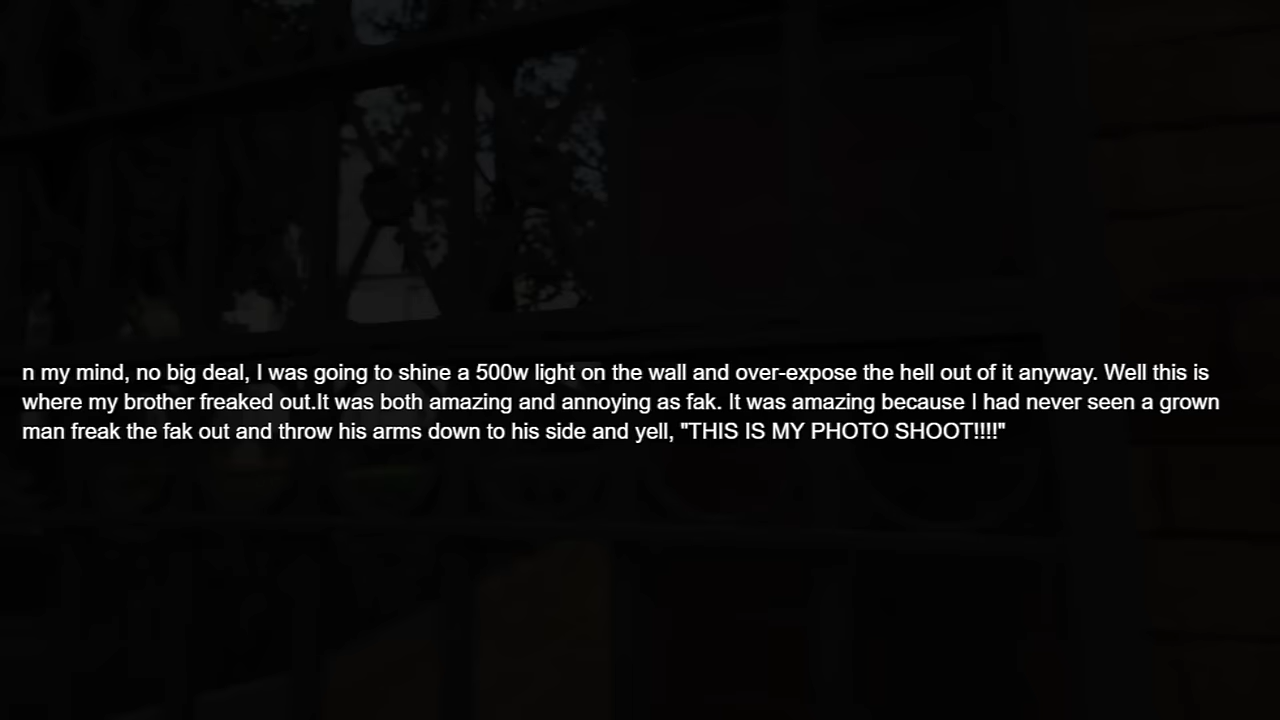 n my mind, no big deal, I was going to shine a 500w light on the wall and over-expose the hell out of it anyway. Well this is
where my brother freaked out.It was both amazing and annoying as fak. It was amazing because I had never seen a grown
man freak the fak out and throw his arms down to his side and yell, "THIS IS MY PHOTO SHOOT!!!!"